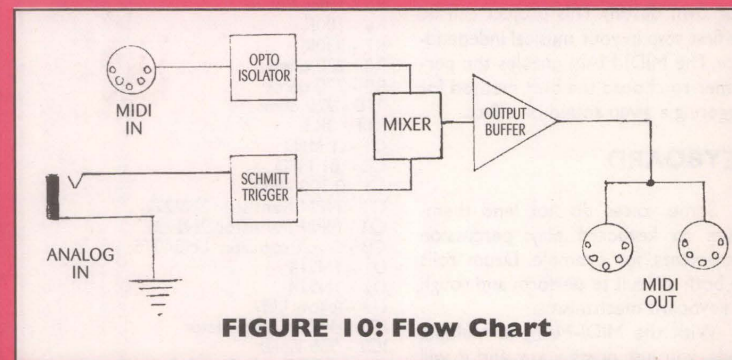 MIDI
IN
OPTO
ISOLATOR
MIXER
OUTPUT
BUFFER
SCHMITT
TRIGGER
ANALOG
IN
MIDI
OUT
FIGURE 10: Flow Chart